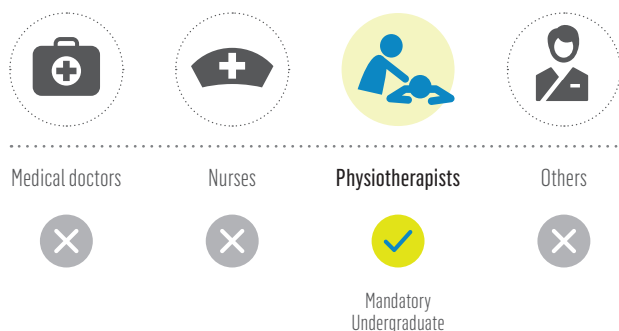 Medical doctors
Nurses
Physiotherapists
Others
Mandatory
Undergraduate